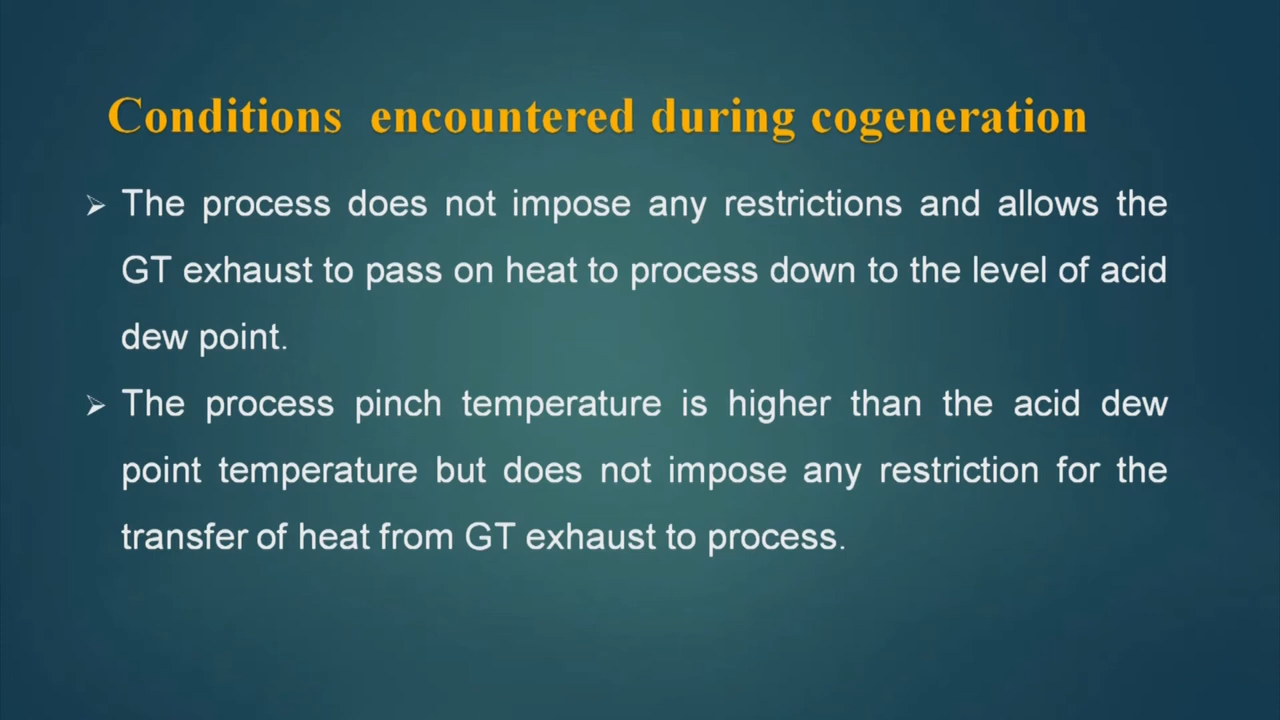 Conditions encountered during cogeneration
➢ The process does not impose any restrictions and allows the
GT exhaust to pass on heat to process down to the level of acid
dew point.
➢ The process pinch temperature is higher than the acid dew
point temperature but does not impose any restriction for the
transfer of heat from GT exhaust to process.